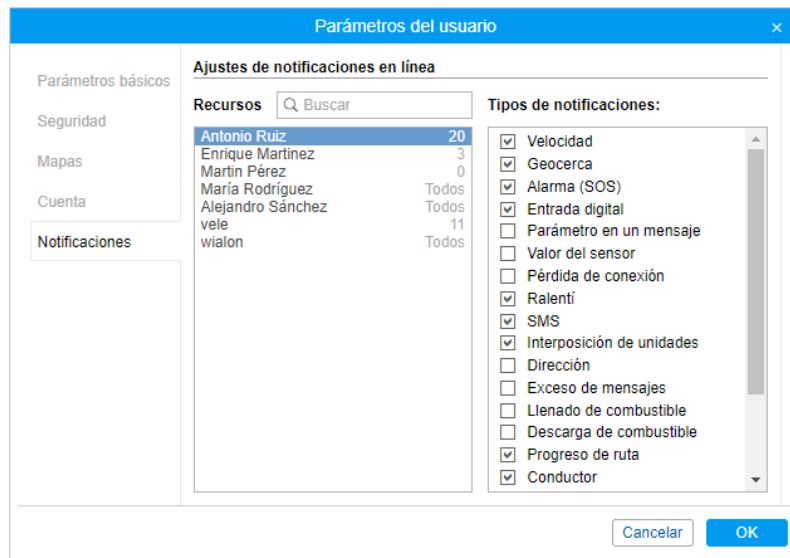 Parámetros del usuario
×
Parámetros básicos
Seguridad
Mapas
Cuenta
Notificaciones
Ajustes de notificaciones en línea
Recursos
Buscar
Antonio Ruiz 20
Enrique Martinez 3
Martin Pérez 0
María Rodríguez Todos
Alejandro Sánchez Todos
vele 11
wialon Todos
Tipos de notificaciones:
Velocidad
Geocerca
Alarma (SOS)
Entrada digital
Parámetro en un mensaje
Valor del sensor
Pérdida de conexión
Ralentí
SMS
Interposición de unidades
Dirección
Exceso de mensajes
Llenado de combustible
Descarga de combustible
Progreso de ruta
Conductor
Cancelar
OK